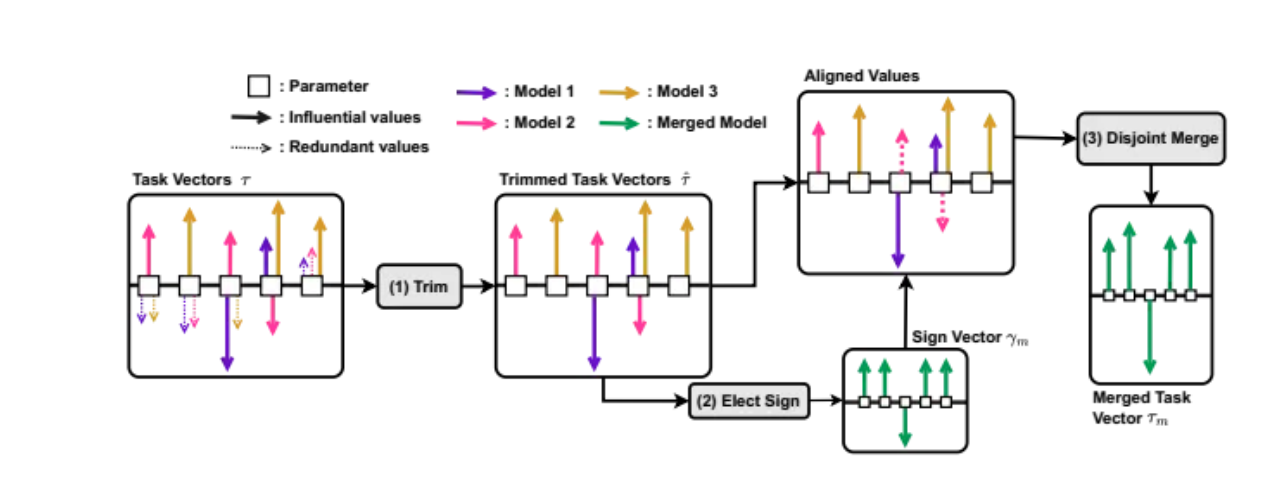 : Parameter
: Influential values
: Redundant values
: Model 1
: Model 2
: Model 3
: Merged Model
Task Vectors τ
(1) Trim
Trimmed Task Vectors τ̂
(2) Elect Sign
Sign Vector γₘ
Aligned Values
(3) Disjoint Merge
Merged Task
Vector τₘ